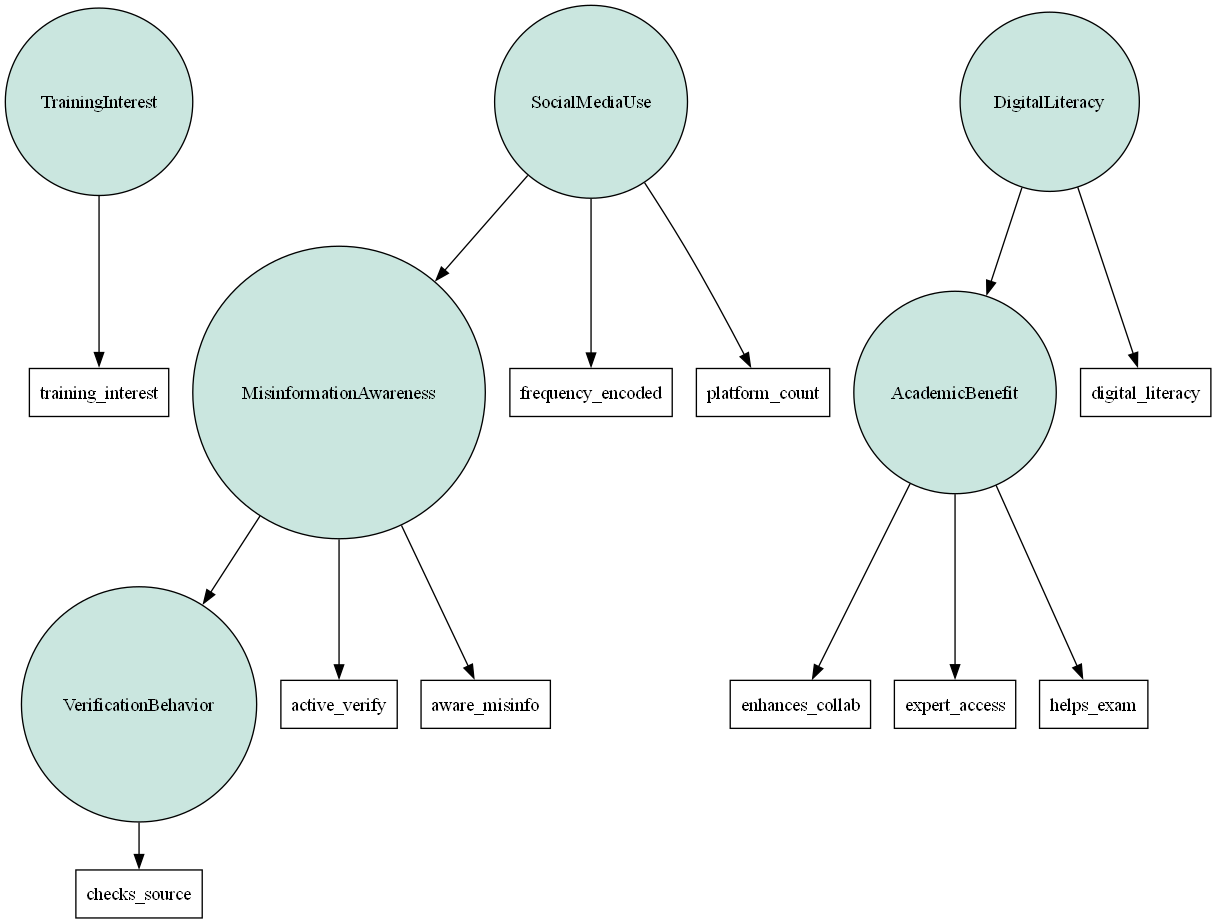 TrainingInterest
SocialMediaUse
DigitalLiteracy
training_interest
MisinformationAwareness
frequency_encoded
platform_count
AcademicBenefit
digital_literacy
VerificationBehavior
active_verify
aware_misinfo
enhances_collab
expert_access
helps_exam
checks_source